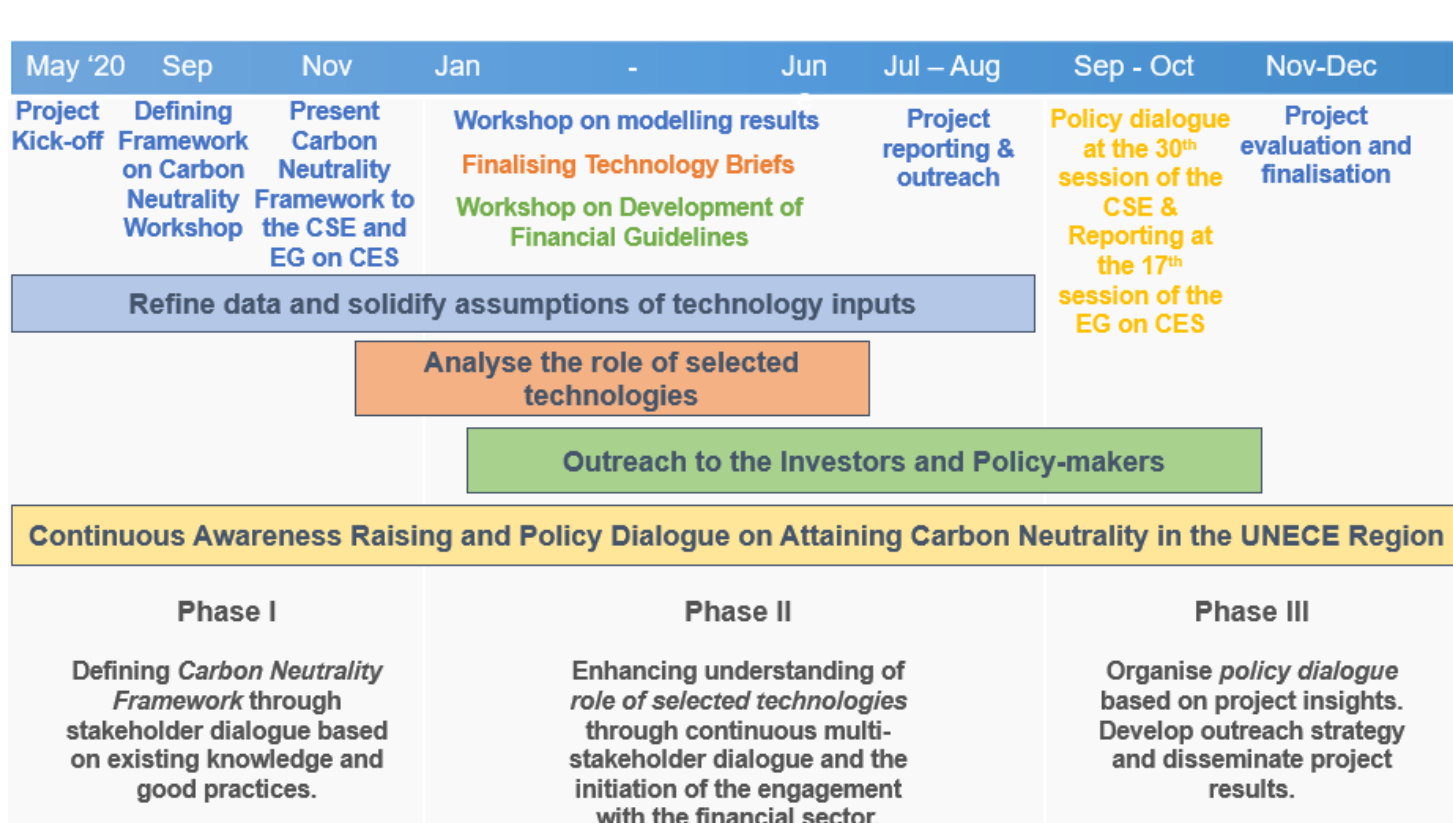 May ‘20 Sep Nov Jan - Jun Jul – Aug Sep - Oct Nov-Dec
Project
Kick-off
Defining
Framework
on Carbon
Neutrality
Workshop
Present
Carbon
Neutrality
Framework to
the CSE and
EG on CES
Workshop on modelling results
Finalising Technology Briefs
Workshop on Development of
Financial Guidelines
Project
reporting &
outreach
Policy dialogue
at the 30th
session of the
CSE &
Reporting at
the 17th
session of the
EG on CES
Project
evaluation and
finalisation
Refine data and solidify assumptions of technology inputs
Analyse the role of selected
technologies
Outreach to the Investors and Policy-makers
Continuous Awareness Raising and Policy Dialogue on Attaining Carbon Neutrality in the UNECE Region
Phase I
Defining Carbon Neutrality
Framework through
stakeholder dialogue based
on existing knowledge and
good practices.
Phase II
Enhancing understanding of
role of selected technologies
through continuous multi-
stakeholder dialogue and the
initiation of the engagement
with the financial sector.
Phase III
Organise policy dialogue
based on project insights.
Develop outreach strategy
and disseminate project
results.